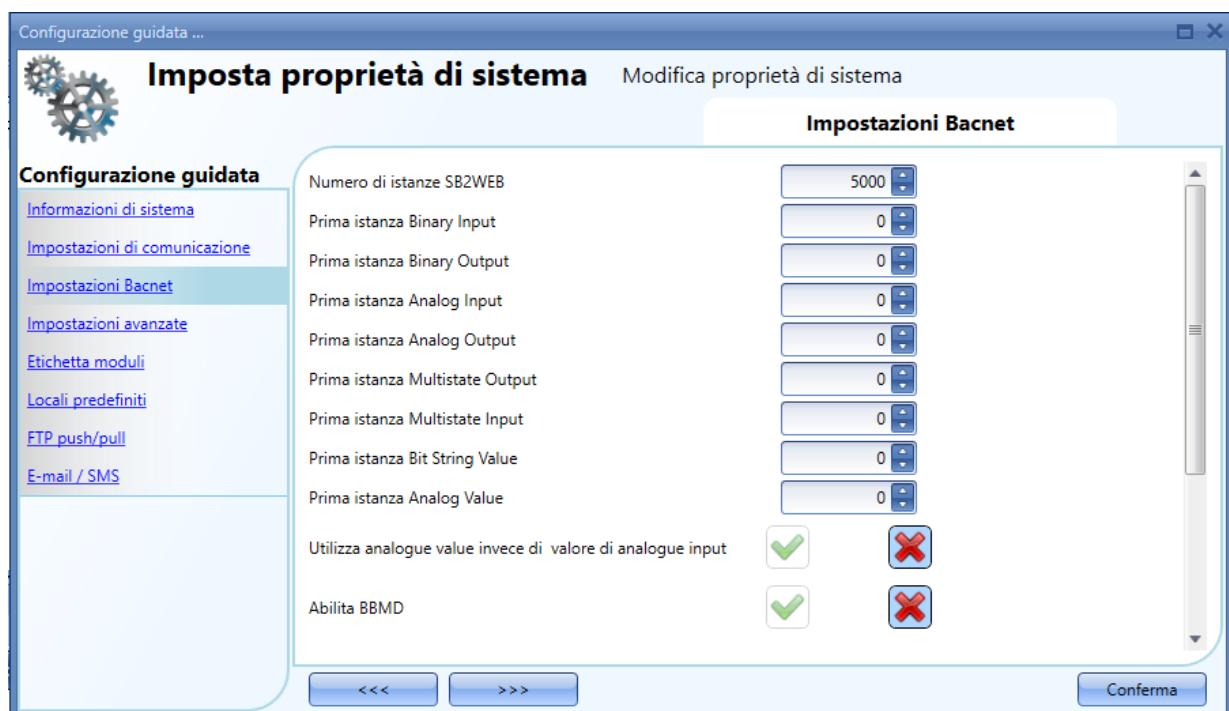 Configurazione guidata ...
Imposta proprietà di sistema
Modifica proprietà di sistema
Impostazioni Bacnet
Configurazione guidata
Informazioni di sistema
Impostazioni di comunicazione
Impostazioni Bacnet
Impostazioni avanzate
Etichetta moduli
Locali predefiniti
FTP push/pull
E-mail / SMS
Numero di istanze SB2WEB 5000
Prima istanza Binary Input 0
Prima istanza Binary Output 0
Prima istanza Analog Input 0
Prima istanza Analog Output 0
Prima istanza Multistate Output 0
Prima istanza Multistate Input 0
Prima istanza Bit String Value 0
Prima istanza Analog Value 0
Utilizza analogue value invece di  valore di analogue input
Abilita BBMD
<<< >>> Conferma